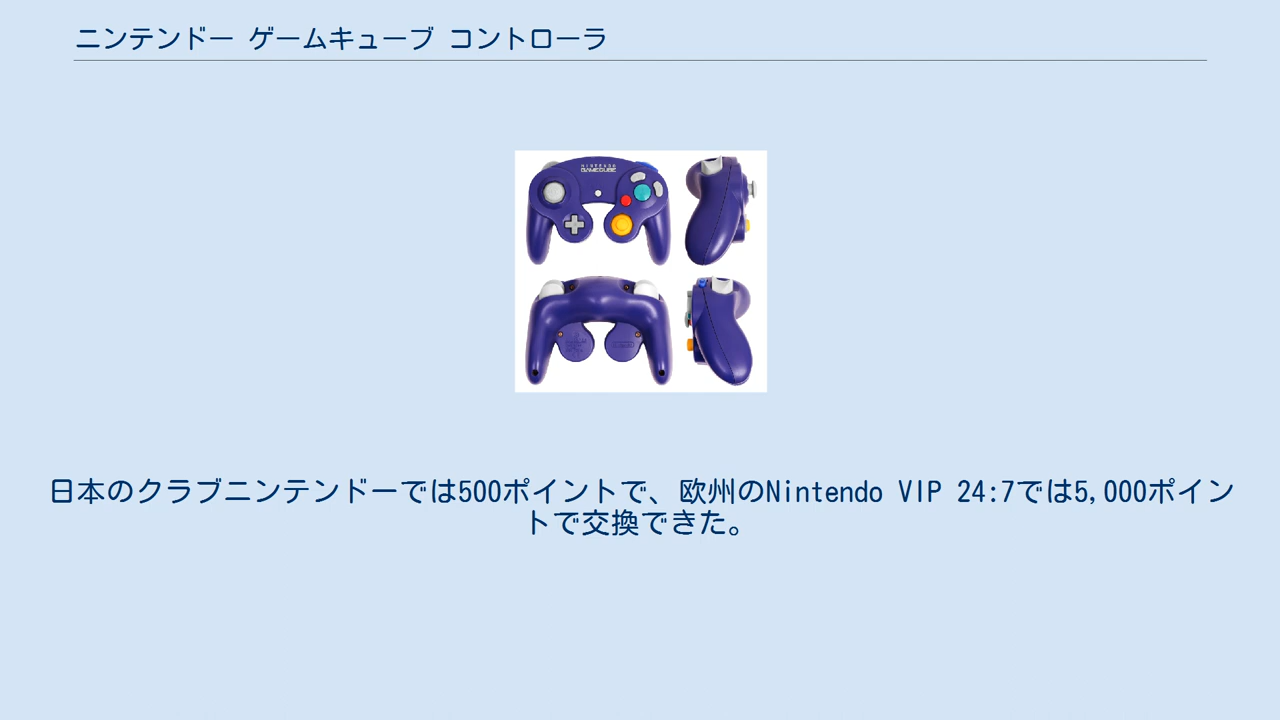 ニンテンドー ゲームキューブ コントローラ
NINTENDO
GAMECUBE
日本のクラブニンテンドーでは500ポイントで、欧州のNintendo VIP 24:7では5,000ポイン
トで交換できた。